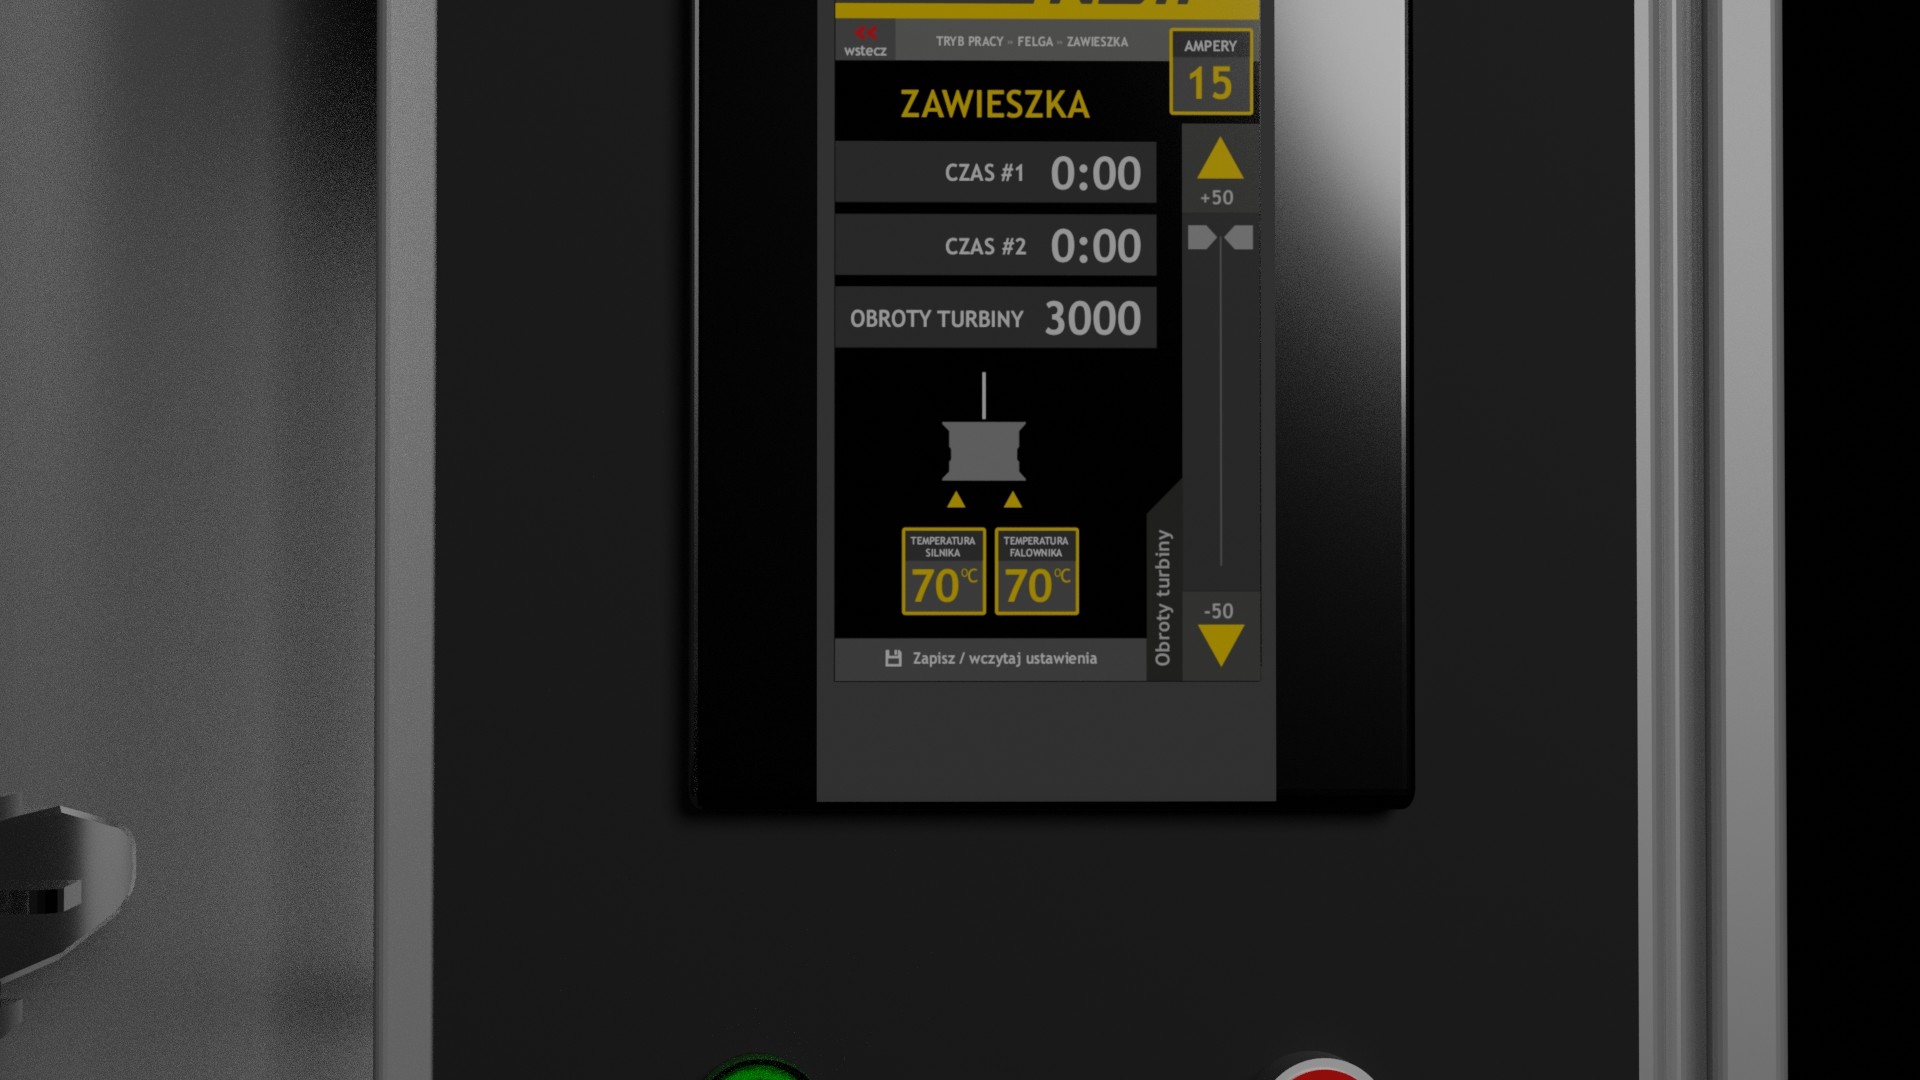 wstecz
TRYB PRACY » FELGA » ZAWIESZKA
AMPERY
15
ZAWIESZKA
CZAS #1 0:00
CZAS #2 0:00
OBROTY TURBINY 3000
+50
-50
Obroty turbiny
TEMPERATURA
SILNIKA
70°C
TEMPERATURA
FALOWNIKA
70°C
Zapisz / wczytaj ustawienia